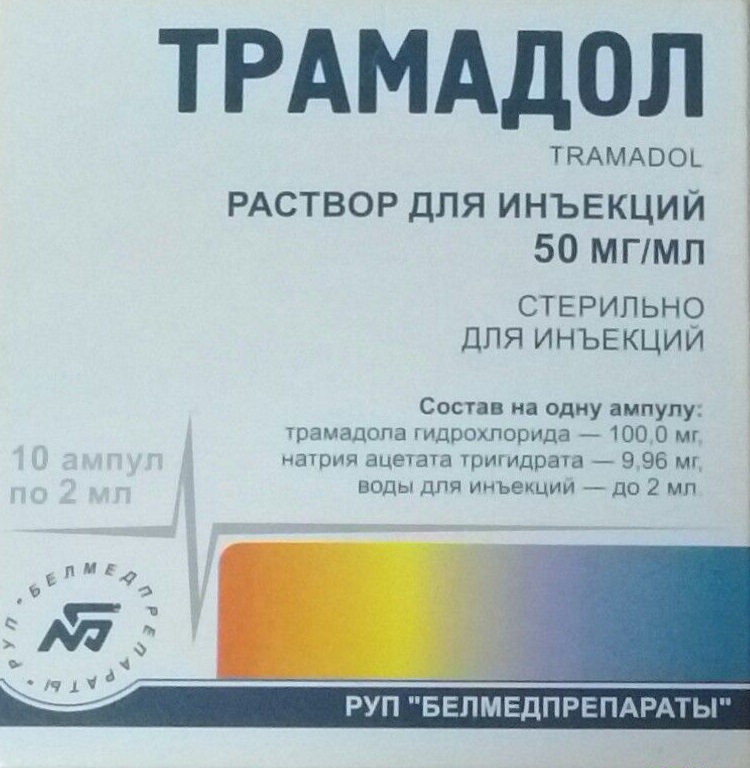 ТРАМАДОЛ
TRAMADOL
РАСТВОР ДЛЯ ИНЪЕКЦИЙ
50 МГ/МЛ
СТЕРИЛЬНО
ДЛЯ ИНЪЕКЦИЙ
Состав на одну ампулу:
трамадола гидрохлорида — 100,0 мг,
натрия ацетата тригидрата — 9,96 мг,
воды для инъекций — до 2 мл.
10 ампул
по 2 мл
РУП • БЕЛМЕДПРЕПАРАТЫ •
РУП "БЕЛМЕДПРЕПАРАТЫ"